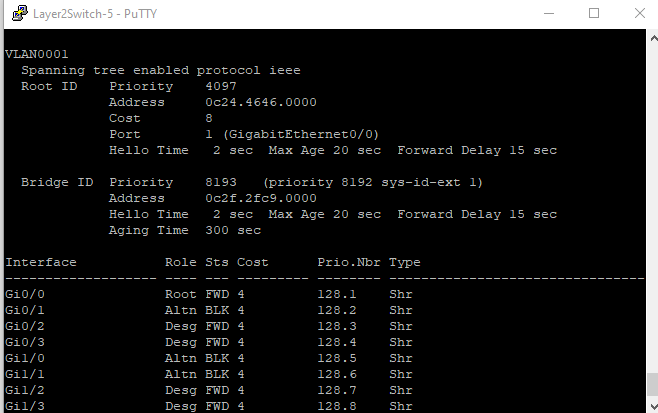 Layer2Switch-5 - PuTTY
VLAN0001
  Spanning tree enabled protocol ieee
  Root ID    Priority    4097
             Address     0c24.4646.0000
             Cost        8
             Port        1 (GigabitEthernet0/0)
             Hello Time   2 sec  Max Age 20 sec  Forward Delay 15 sec
  Bridge ID  Priority    8193   (priority 8192 sys-id-ext 1)
             Address     0c2f.2fc9.0000
             Hello Time   2 sec  Max Age 20 sec  Forward Delay 15 sec
             Aging Time  300 sec
Interface           Role Sts Cost      Prio.Nbr Type
------------------- ---- --- --------- -------- --------------------------------
Gi0/0               Root FWD 4         128.1    Shr
Gi0/1               Altn BLK 4         128.2    Shr
Gi0/2               Desg FWD 4         128.3    Shr
Gi0/3               Desg FWD 4         128.4    Shr
Gi1/0               Altn BLK 4         128.5    Shr
Gi1/1               Altn BLK 4         128.6    Shr
Gi1/2               Desg FWD 4         128.7    Shr
Gi1/3               Desg FWD 4         128.8    Shr